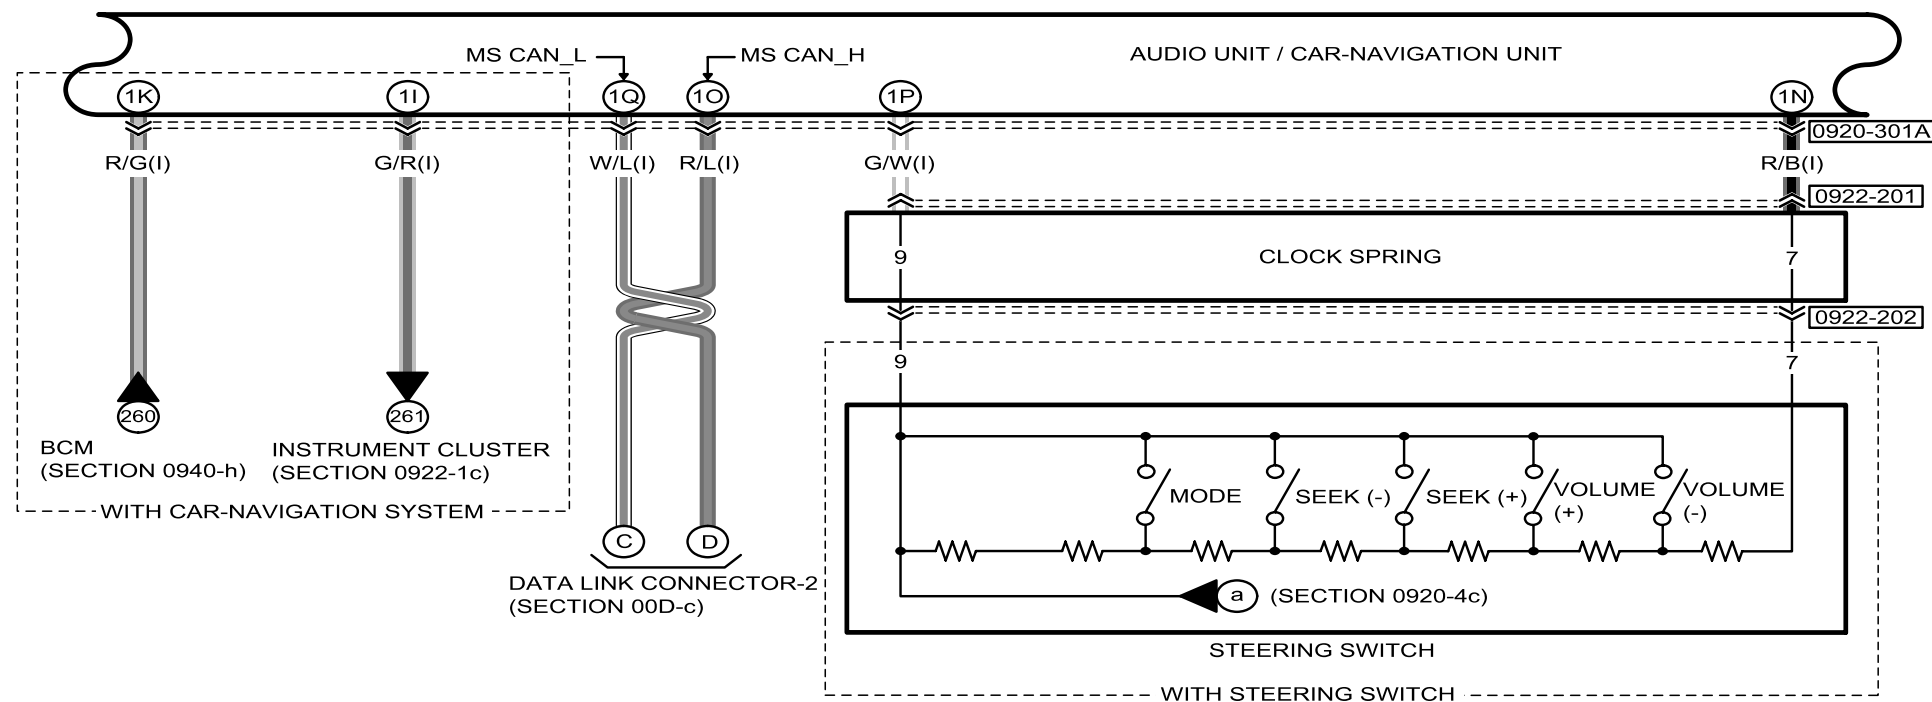 MS CAN_L
MS CAN_H
AUDIO UNIT / CAR-NAVIGATION UNIT
1K
1I
1Q
1O
1P
1N
0920-301A
R/G(I)
G/R(I)
W/L(I)
R/L(I)
G/W(I)
R/B(I)
0922-201
9
CLOCK SPRING
7
0922-202
9
7
260
261
BCM
(SECTION 0940-h)
INSTRUMENT CLUSTER
(SECTION 0922-1c)
WITH CAR-NAVIGATION SYSTEM
MODE
SEEK (-)
SEEK (+)
VOLUME
(+)
VOLUME
(-)
C
D
DATA LINK CONNECTOR-2
(SECTION 00D-c)
a
(SECTION 0920-4c)
STEERING SWITCH
WITH STEERING SWITCH